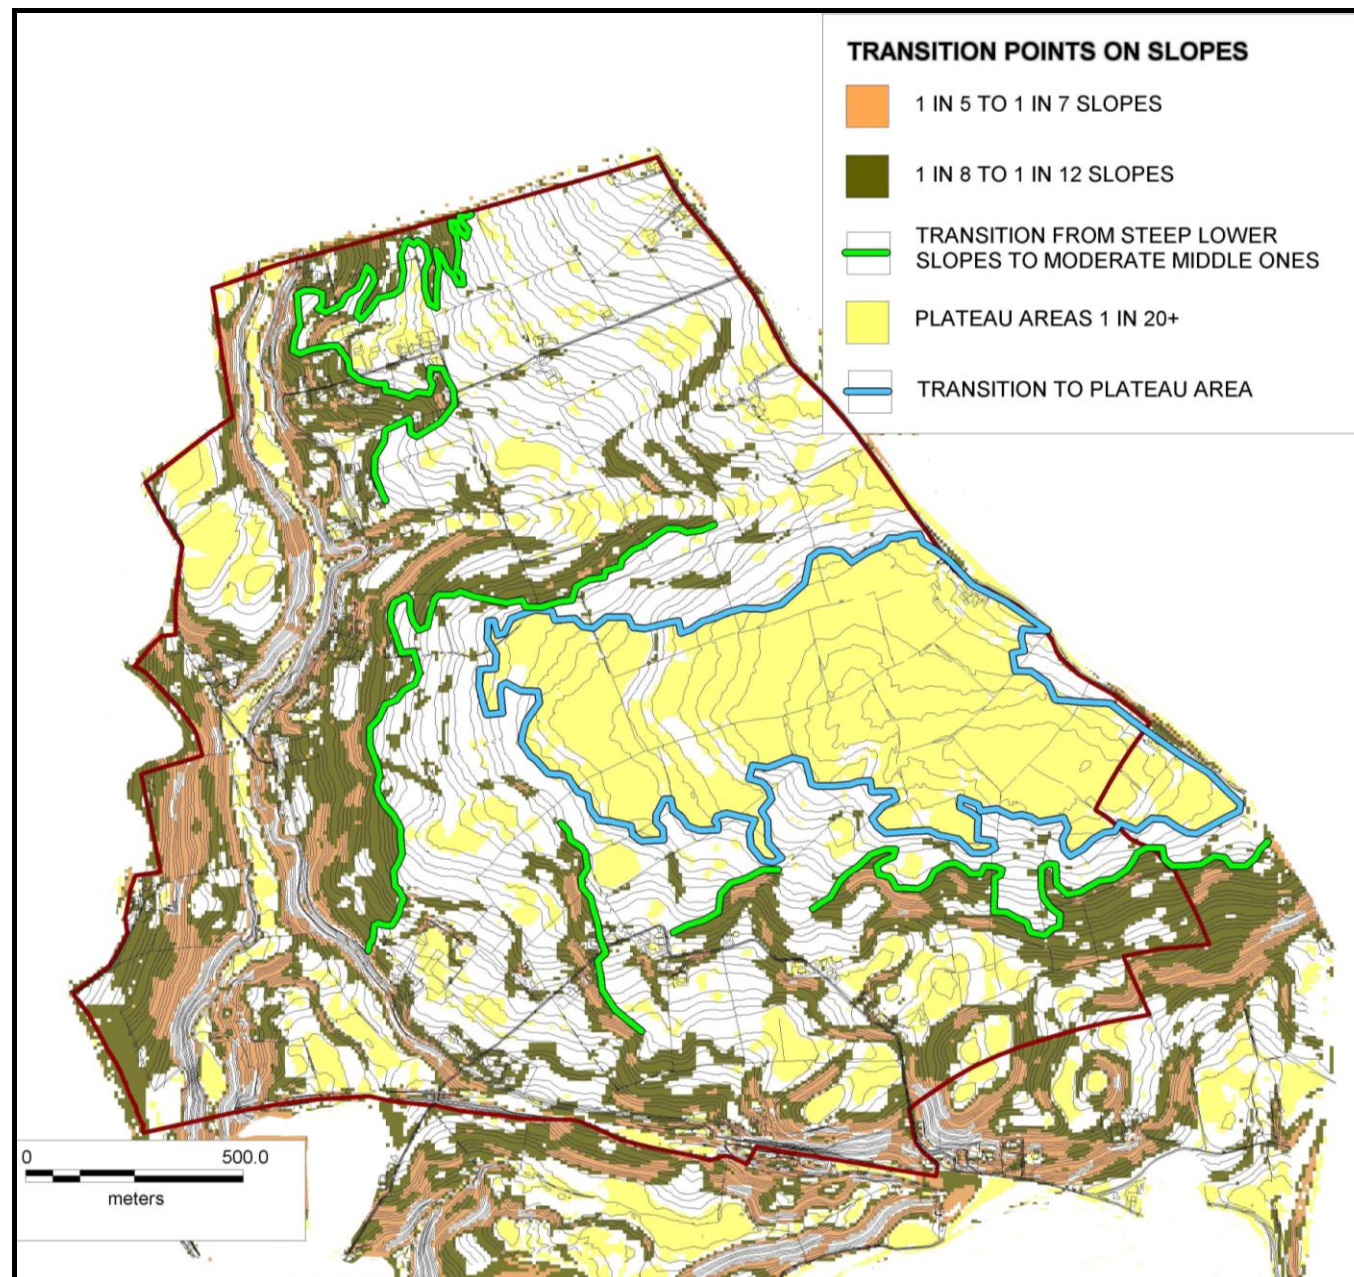 TRANSITION POINTS ON SLOPES
1 IN 5 TO 1 IN 7 SLOPES
1 IN 8 TO 1 IN 12 SLOPES
TRANSITION FROM STEEP LOWER
SLOPES TO MODERATE MIDDLE ONES
PLATEAU AREAS 1 IN 20+
TRANSITION TO PLATEAU AREA
0 500.0
meters